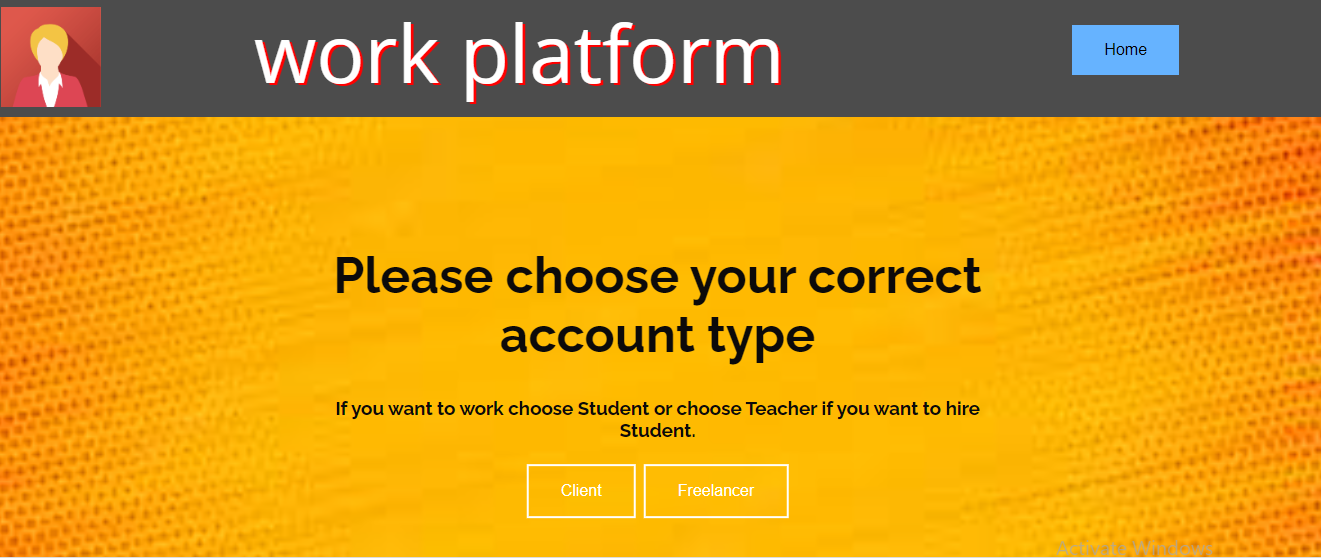 work platform
Home
Please choose your correct
account type
If you want to work choose Student or choose Teacher if you want to hire
Student.
Client
Freelancer
Activate Windows